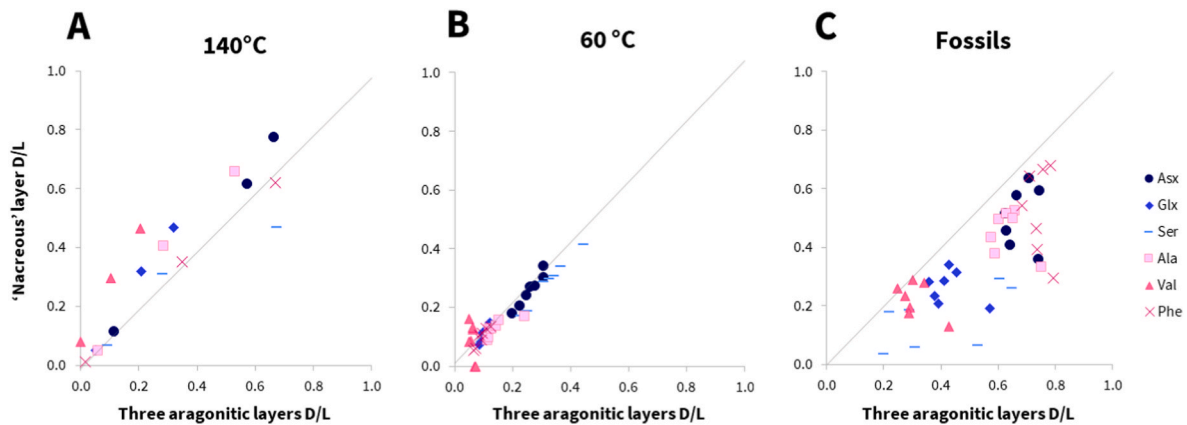 A
140°C
1.0
0.8
0.6
0.4
0.2
0.0
0.0 0.2 0.4 0.6 0.8 1.0
'Nacreous' layer D/L
Three aragonitic layers D/L
B
60 °C
1.0
0.8
0.6
0.4
0.2
0.0
0.0 0.2 0.4 0.6 0.8 1.0
Three aragonitic layers D/L
C
Fossils
1.0
0.8
0.6
0.4
0.2
0.0
0.0 0.2 0.4 0.6 0.8 1.0
Three aragonitic layers D/L
Asx
Glx
Ser
Ala
Val
Phe